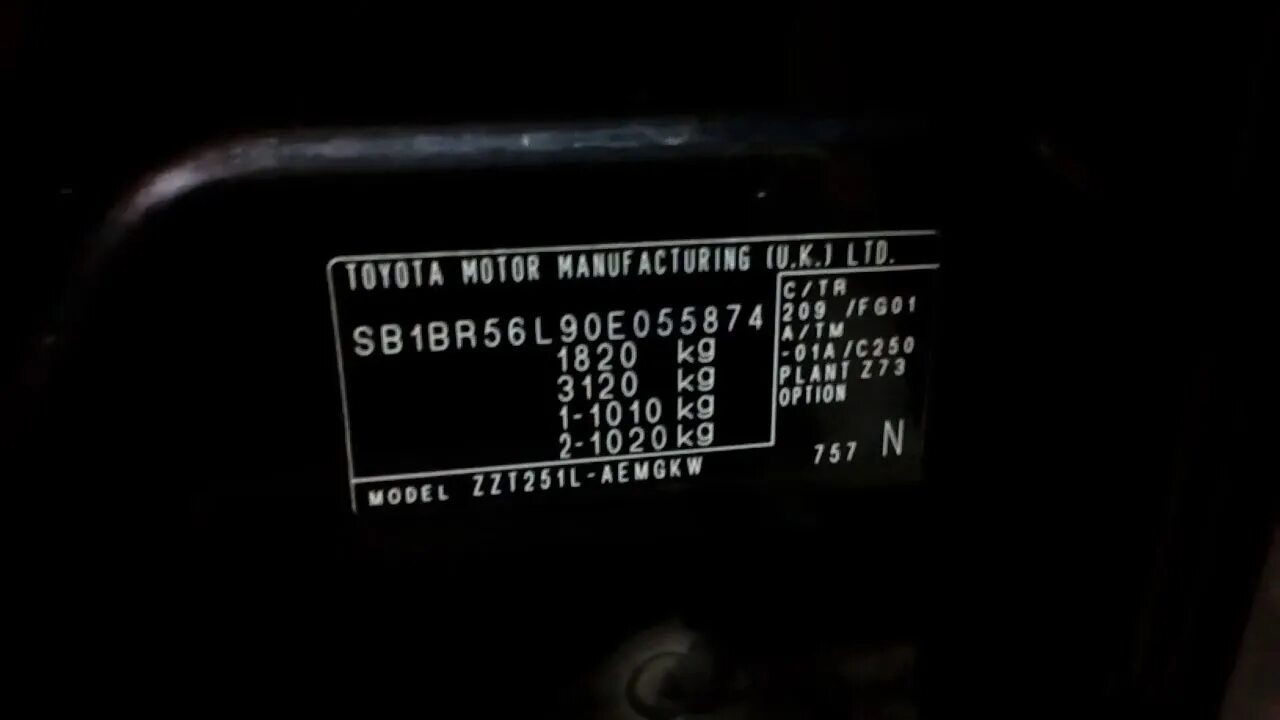 TOYOTA MOTOR MANUFACTURING (U.K.) LTD.
SB1BR56L90E055874
1820 kg
3120 kg
1-1010 kg
2-1020 kg
C/TR
209 /FG01
A/TM
-01A/C250
PLANT Z73
OPTION
757 N
MODEL ZZT251L-AEMGKW